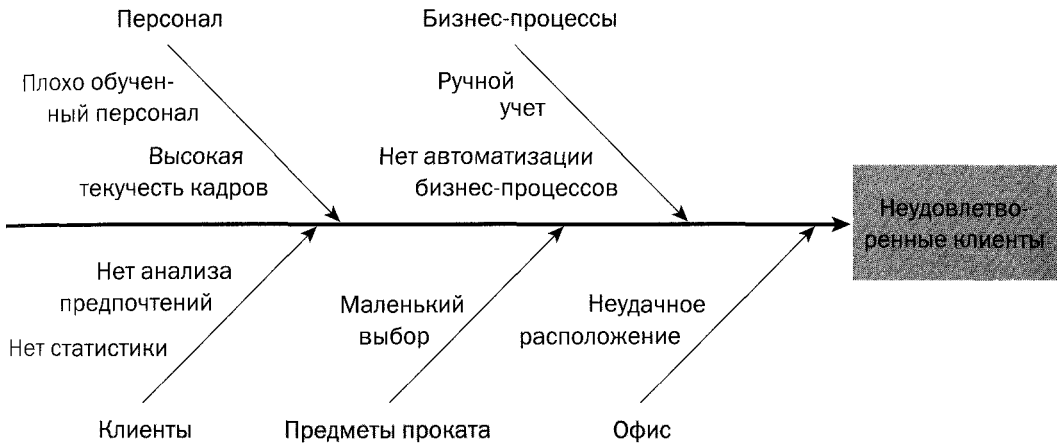 Персонал
Бизнес-процессы
Плохо обучен-
ный персонал
Ручной
учет
Высокая
текучесть кадров
Нет автоматизации
бизнес-процессов
Неудовлетво-
ренные клиенты
Нет анализа
предпочтений
Нет статистики
Маленький
выбор
Неудачное
расположение
Клиенты
Предметы проката
Офис